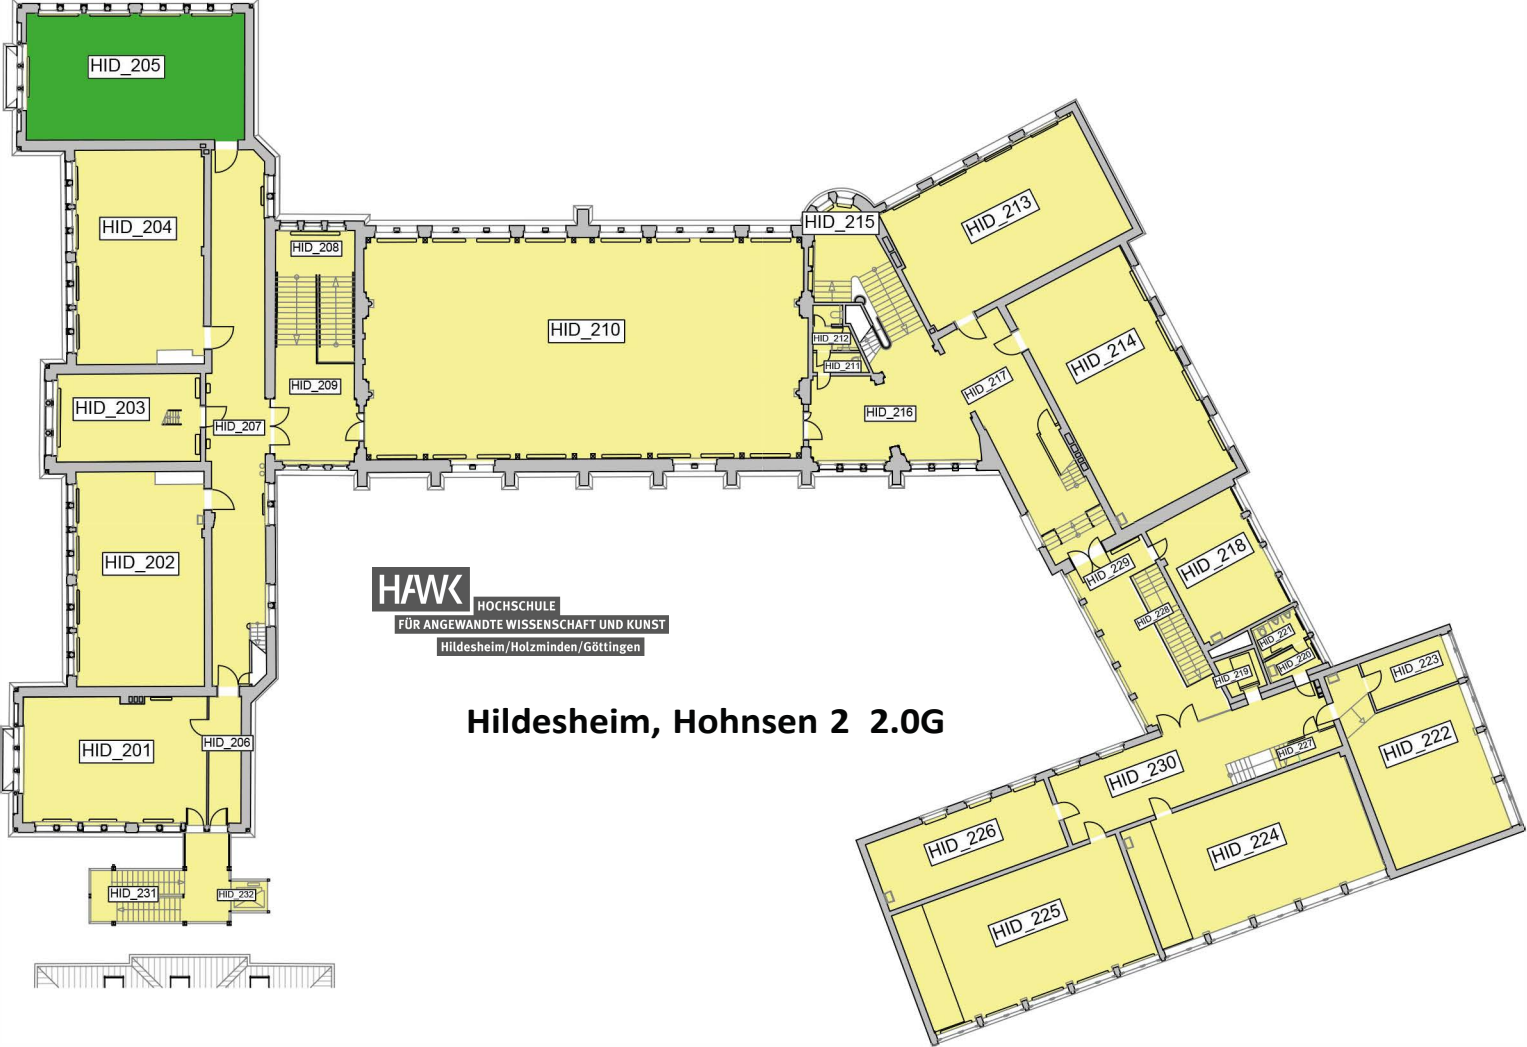 HID_205
HID_204
HID_203
HID_202
HID_201
HID_206
HID_207
HID_208
HID_209
HID_210
HID_215
HID_212
HID_211
HID_216
HID_213
HID_214
HID_217
HID_218
HID_229
HID_228
HID_221
HID_220
HID_219
HID_223
HID_222
HID_227
HID_230
HID_226
HID_224
HID_225
HID_231
HID_232
HAWK
HOCHSCHULE
FÜR ANGEWANDTE WISSENSCHAFT UND KUNST
Hildesheim/Holzminden/Göttingen
Hildesheim, Hohnsen 2 2.0G